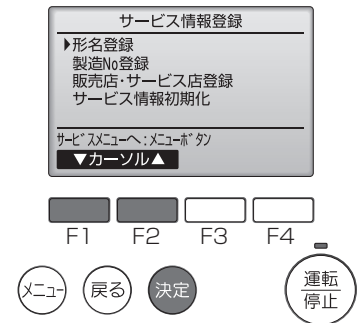 サービス情報登録
▶形名登録
製造No登録
販売店･サービス店登録
サービス情報初期化
ｻｰﾋﾞｽﾒﾆｭｰへ:ﾒﾆｭｰﾎﾞﾀﾝ
▼カーソル▲
F1 F2 F3 F4
メニュー 戻る 決定 運転
停止